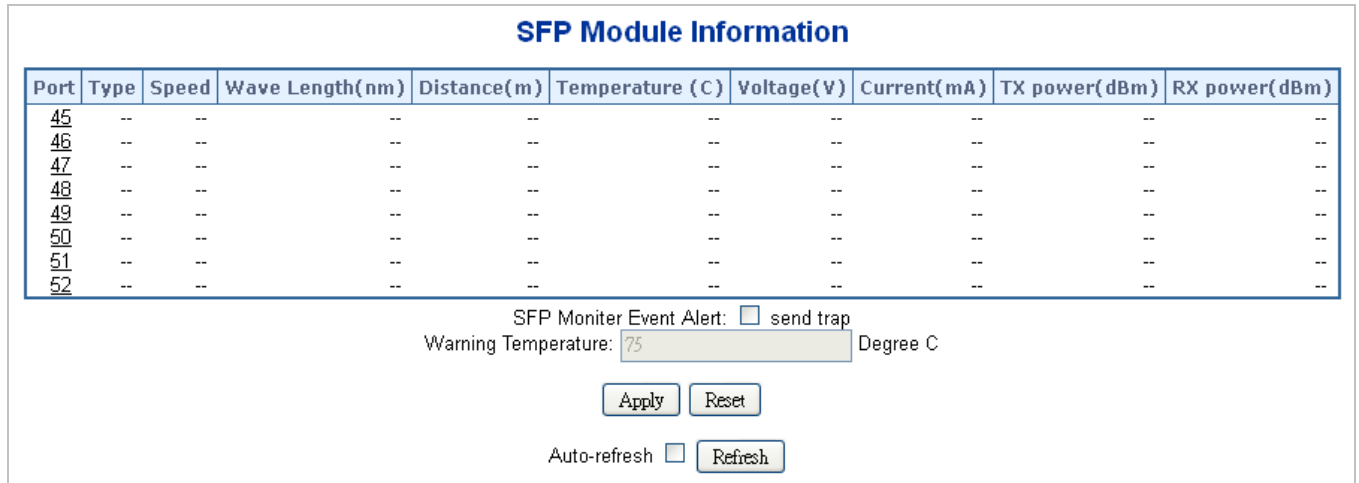 SFP Module Information
Port Type Speed Wave Length(nm) Distance(m) Temperature (C) Voltage(V) Current(mA) TX power(dBm) RX power(dBm)
45 -- -- -- -- -- -- -- -- --
46 -- -- -- -- -- -- -- -- --
47 -- -- -- -- -- -- -- -- --
48 -- -- -- -- -- -- -- -- --
49 -- -- -- -- -- -- -- -- --
50 -- -- -- -- -- -- -- -- --
51 -- -- -- -- -- -- -- -- --
52 -- -- -- -- -- -- -- -- --
SFP Moniter Event Alert: send trap
Warning Temperature: 75 Degree C
Apply Reset
Auto-refresh Refresh